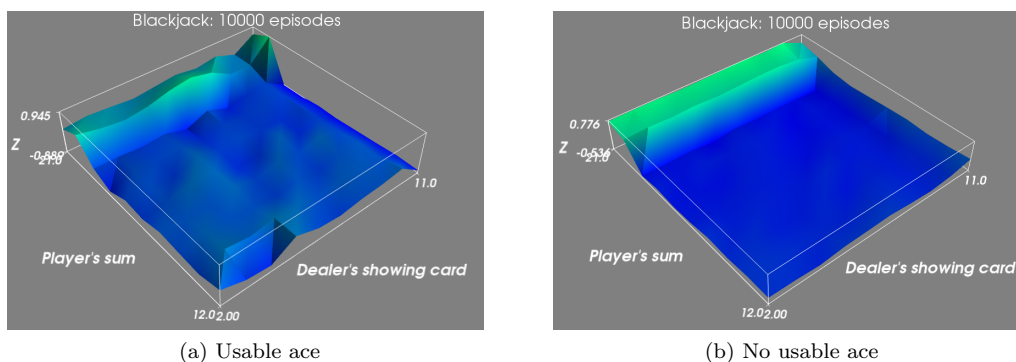 Blackjack: 10000 episodes
0.945
Z
-0.889
21.0
11.0
Player's sum
Dealer's showing card
12.0
2.00
(a) Usable ace
Blackjack: 10000 episodes
0.776
Z
-0.536
21.0
11.0
Player's sum
Dealer's showing card
12.0
2.00
(b) No usable ace